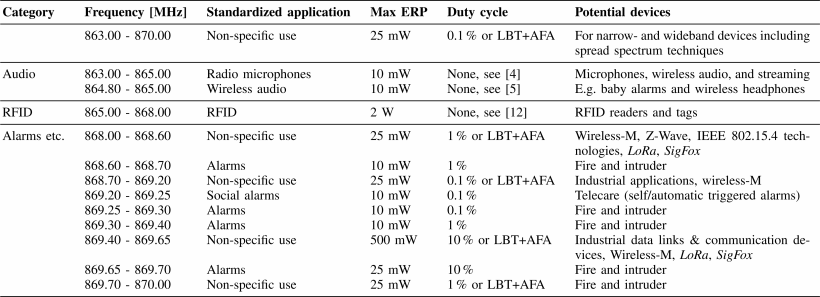 Category Frequency [MHz] Standardized application Max ERP Duty cycle Potential devices
863.00 - 870.00 Non-specific use 25 mW 0.1 % or LBT+AFA For narrow- and wideband devices including
spread spectrum techniques
Audio 863.00 - 865.00 Radio microphones 10 mW None, see [4] Microphones, wireless audio, and streaming
864.80 - 865.00 Wireless audio 10 mW None, see [5] E.g. baby alarms and wireless headphones
RFID 865.00 - 868.00 RFID 2 W None, see [12] RFID readers and tags
Alarms etc. 868.00 - 868.60 Non-specific use 25 mW 1 % or LBT+AFA Wireless-M, Z-Wave, IEEE 802.15.4 tech-
nologies, LoRa, SigFox
868.60 - 868.70 Alarms 10 mW 1 % Fire and intruder
868.70 - 869.20 Non-specific use 25 mW 0.1 % or LBT+AFA Industrial applications, wireless-M
869.20 - 869.25 Social alarms 10 mW 0.1 % Telecare (self/automatic triggered alarms)
869.25 - 869.30 Alarms 10 mW 0.1 % Fire and intruder
869.30 - 869.40 Alarms 10 mW 1 % Fire and intruder
869.40 - 869.65 Non-specific use 500 mW 10 % or LBT+AFA Industrial data links & communication de-
vices, Wireless-M, LoRa, SigFox
869.65 - 869.70 Alarms 25 mW 10 % Fire and intruder
869.70 - 870.00 Non-specific use 25 mW 1 % or LBT+AFA Fire and intruder